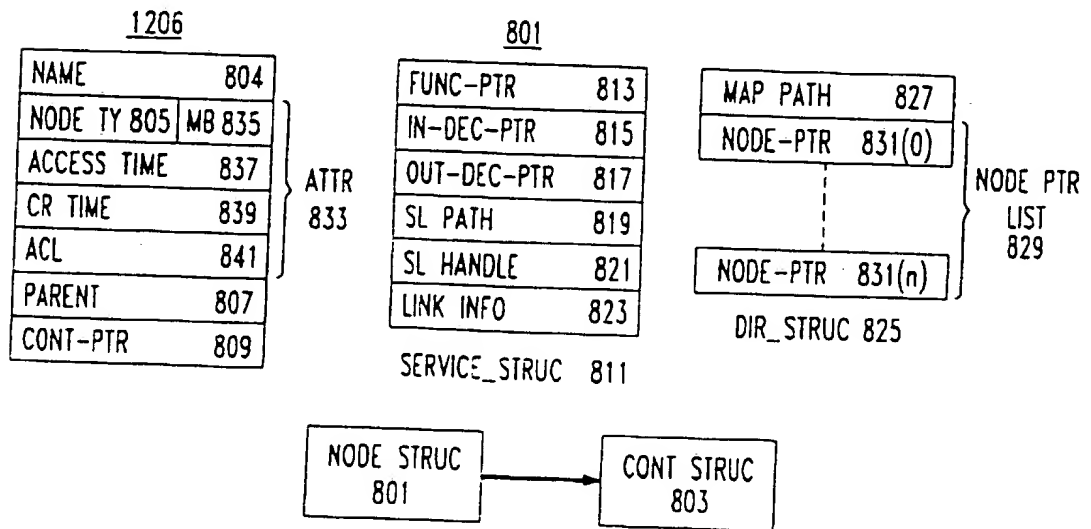 1206
NAME 804
NODE TY 805 MB 835
ACCESS TIME 837
CR TIME 839
ACL 841
PARENT 807
CONT-PTR 809
ATTR
833
801
FUNC-PTR 813
IN-DEC-PTR 815
OUT-DEC-PTR 817
SL PATH 819
SL HANDLE 821
LINK INFO 823
SERVICE_STRUC 811
MAP PATH 827
NODE-PTR 831(0)
NODE-PTR 831(n)
NODE PTR
LIST
829
DIR_STRUC 825
NODE STRUC
801
CONT STRUC
803